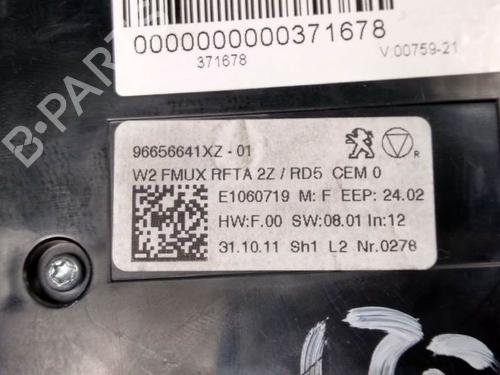 0000000000371678
371678
V:00759-21
B-PARTS
96656641XZ - 01
W2 FMUX RFTA 2Z / RD5 CEM 0
E1060719 M: F EEP: 24.02
HW:F.00 SW:08.01 In:12
31.10.11 Sh1 L2 Nr.0278
R